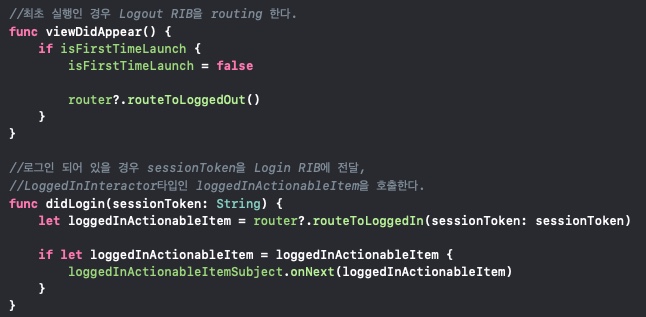 //최초 실행인 경우 Logout RIB을 routing 한다.
func viewDidAppear() {
    if isFirstTimeLaunch {
        isFirstTimeLaunch = false

        router?.routeToLoggedOut()
    }
}

//로그인 되어 있을 경우 sessionToken을 Login RIB에 전달,
//LoggedInInteractor타입인 loggedInActionableItem을 호출한다.
func didLogin(sessionToken: String) {
    let loggedInActionableItem = router?.routeToLoggedIn(sessionToken: sessionToken)

    if let loggedInActionableItem = loggedInActionableItem {
        loggedInActionableItemSubject.onNext(loggedInActionableItem)
    }
}